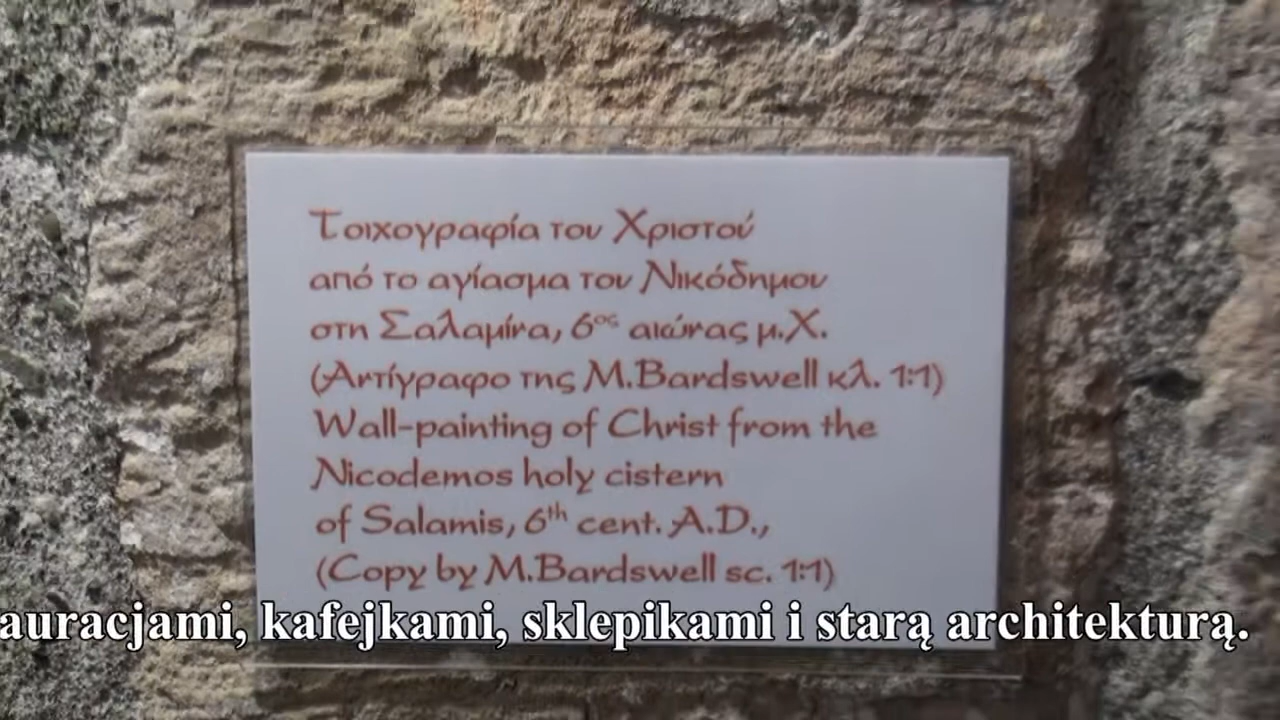 Τοιχογραφία του Χριστού
από το αγίασμα του Νικόδημου
στη Σαλαμίνα, 6ος αιώνας μ.Χ.
(Αντίγραφο της M.Bardswell κλ. 1:1)
Wall-painting of Christ from the
Nicodemos holy cistern
of Salamis, 6th cent. A.D.,
(Copy by M.Bardswell sc. 1:1)
auracjami, kafejkami, sklepikami i starą architekturą.